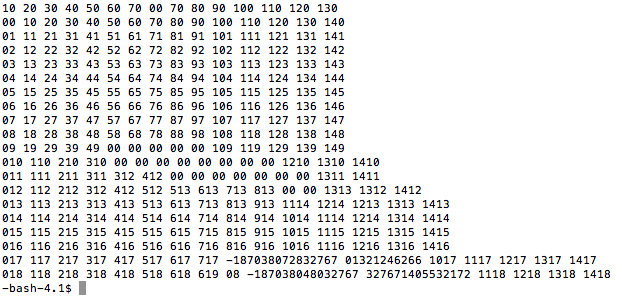 10 20 30 40 50 60 70 00 70 80 90 100 110 120 130
00 10 20 30 40 50 60 70 80 90 100 110 120 130 140
01 11 21 31 41 51 61 71 81 91 101 111 121 131 141
02 12 22 32 42 52 62 72 82 92 102 112 122 132 142
03 13 23 33 43 53 63 73 83 93 103 113 123 133 143
04 14 24 34 44 54 64 74 84 94 104 114 124 134 144
05 15 25 35 45 55 65 75 85 95 105 115 125 135 145
06 16 26 36 46 56 66 76 86 96 106 116 126 136 146
07 17 27 37 47 57 67 77 87 97 107 117 127 137 147
08 18 28 38 48 58 68 78 88 98 108 118 128 138 148
09 19 29 39 49 00 00 00 00 00 109 119 129 139 149
010 110 210 310 00 00 00 00 00 00 00 00 1210 1310 1410
011 111 211 311 312 412 00 00 00 00 00 00 00 1311 1411
012 112 212 312 412 512 513 613 713 813 00 00 1313 1312 1412
013 113 213 313 413 513 613 713 813 913 1114 1214 1213 1313 1413
014 114 214 314 414 514 614 714 814 914 1014 1114 1214 1314 1414
015 115 215 315 415 515 615 715 815 915 1015 1115 1215 1315 1415
016 116 216 316 416 516 616 716 816 916 1016 1116 1216 1316 1416
017 117 217 317 417 517 617 717 -187038072832767 01321246266 1017 1117 1217 1317 1417
018 118 218 318 418 518 618 619 08 -187038048032767 327671405532172 1118 1218 1318 1418
-bash-4.1$